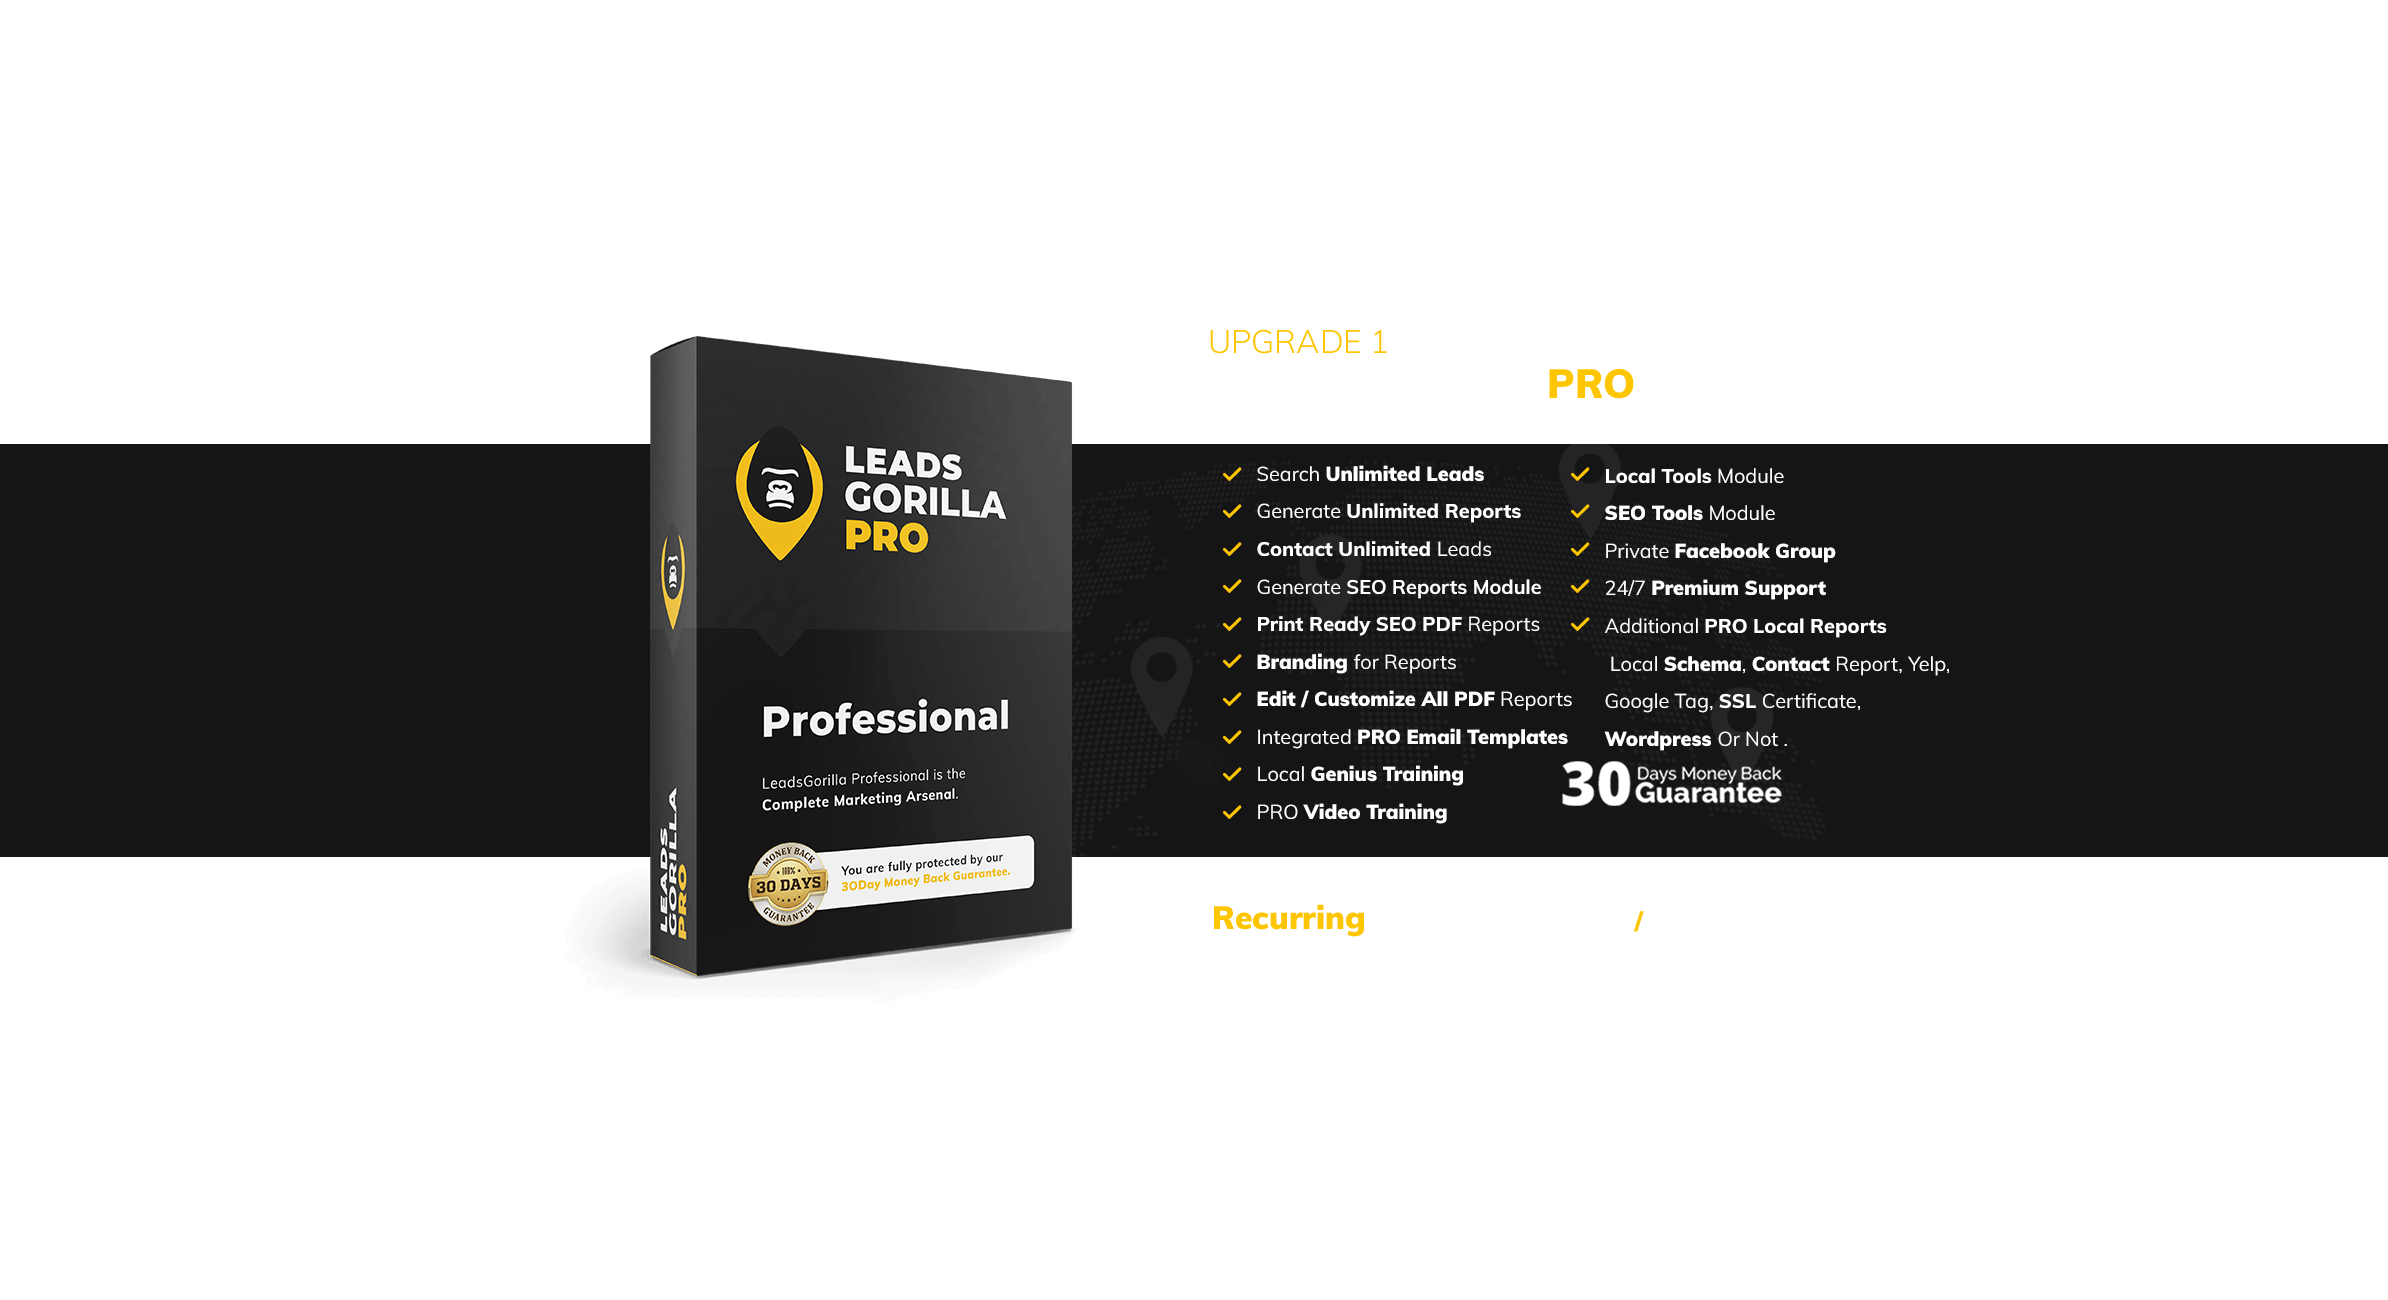 UPGRADE 1
PRO
LEADS
GORILLA
PRO
Professional
LeadsGorilla Professional is the
Complete Marketing Arsenal.
MONEY BACK
100%
30 DAYS
GUARANTEE
You are fully protected by our
30Day Money Back Guarantee.
LEADS
GORILLA
PRO
Search Unlimited Leads
Generate Unlimited Reports
Contact Unlimited Leads
Generate SEO Reports Module
Print Ready SEO PDF Reports
Branding for Reports
Edit / Customize All PDF Reports
Integrated PRO Email Templates
Local Genius Training
PRO Video Training
Local Tools Module
SEO Tools Module
Private Facebook Group
24/7 Premium Support
Additional PRO Local Reports
Local Schema, Contact Report, Yelp,
Google Tag, SSL Certificate,
Wordpress Or Not .
30 Days Money Back
Guarantee
Recurring /